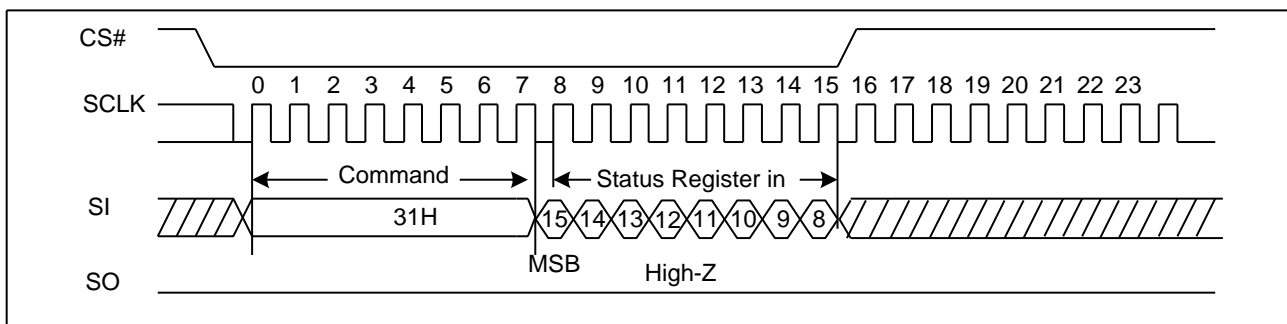 CS#
0 1 2 3 4 5 6 7 8 9 10 11 12 13 14 15 16 17 18 19 20 21 22 23
SCLK
Command Status Register in
SI 31H 15 14 13 12 11 10 9 8
MSB High-Z
SO